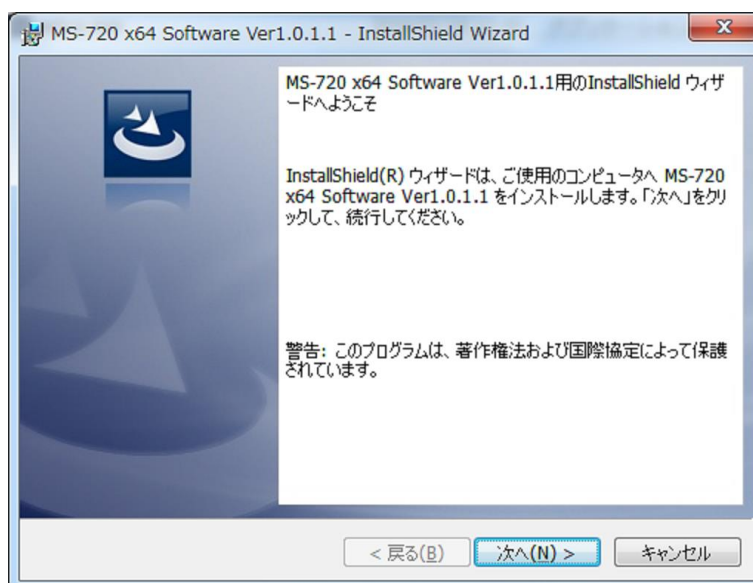 MS-720 x64 Software Ver1.0.1.1 - InstallShield Wizard
MS-720 x64 Software Ver1.0.1.1用のInstallShield ウィザ
ードへようこそ
InstallShield(R) ウィザードは、ご使用のコンピュータへ MS-720
x64 Software Ver1.0.1.1 をインストールします。「次へ」をクリ
ックして、続行してください。
警告: このプログラムは、著作権法および国際協定によって保護
されています。
< 戻る(B)
次へ(N) >
キャンセル